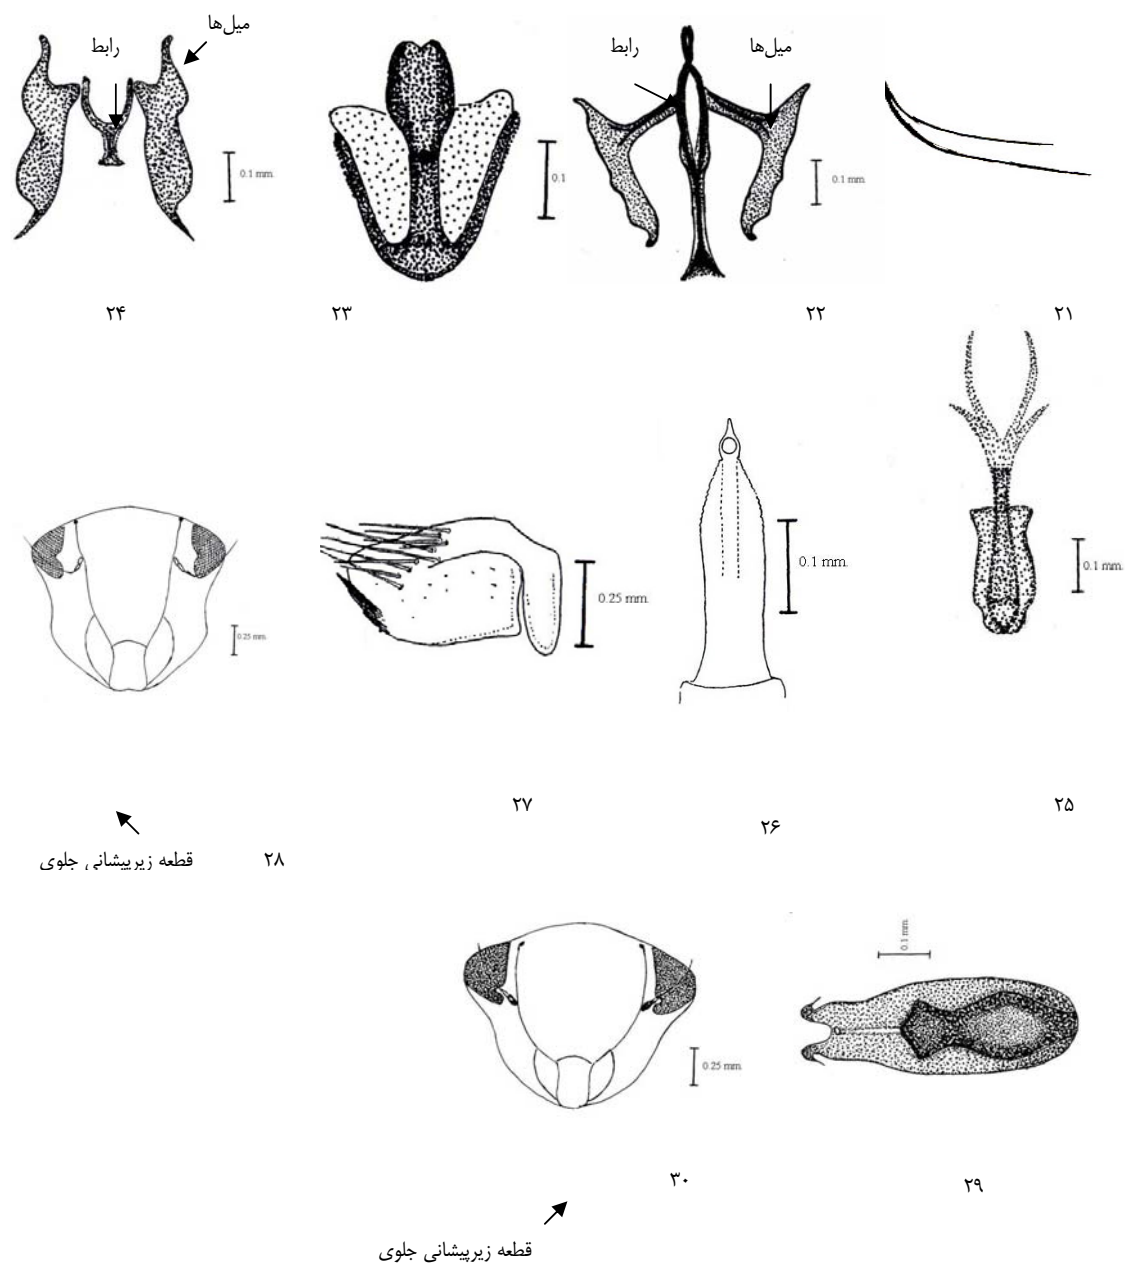 میل‌ها
رابط
0.1 mm.
0.1
رابط
میل‌ها
0.1 mm.
۲۴
۲۳
۲۲
۲۱
0.25 mm.
0.25 mm.
0.1 mm.
0.1 mm.
۲۷
۲۶
۲۵
قطعه زیرپیشانی جلوی
۲۸
0.25 mm.
0.1 mm.
۳۰
۲۹
قطعه زیرپیشانی جلوی